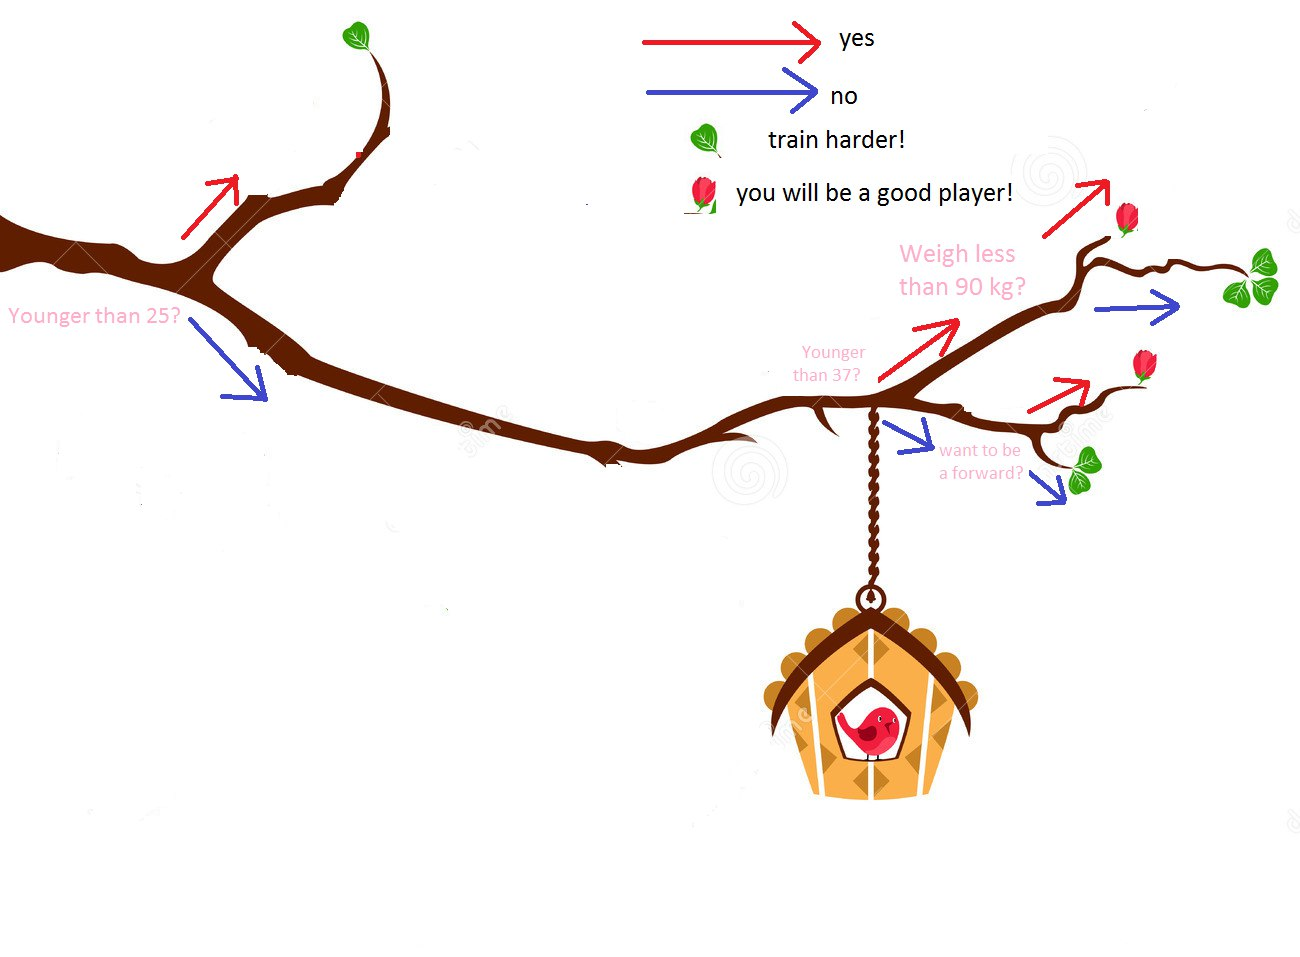 yes
no
train harder!
you will be a good player!
Weigh less
than 90 kg?
Younger than 25?
Younger
than 37?
want to be
a forward?